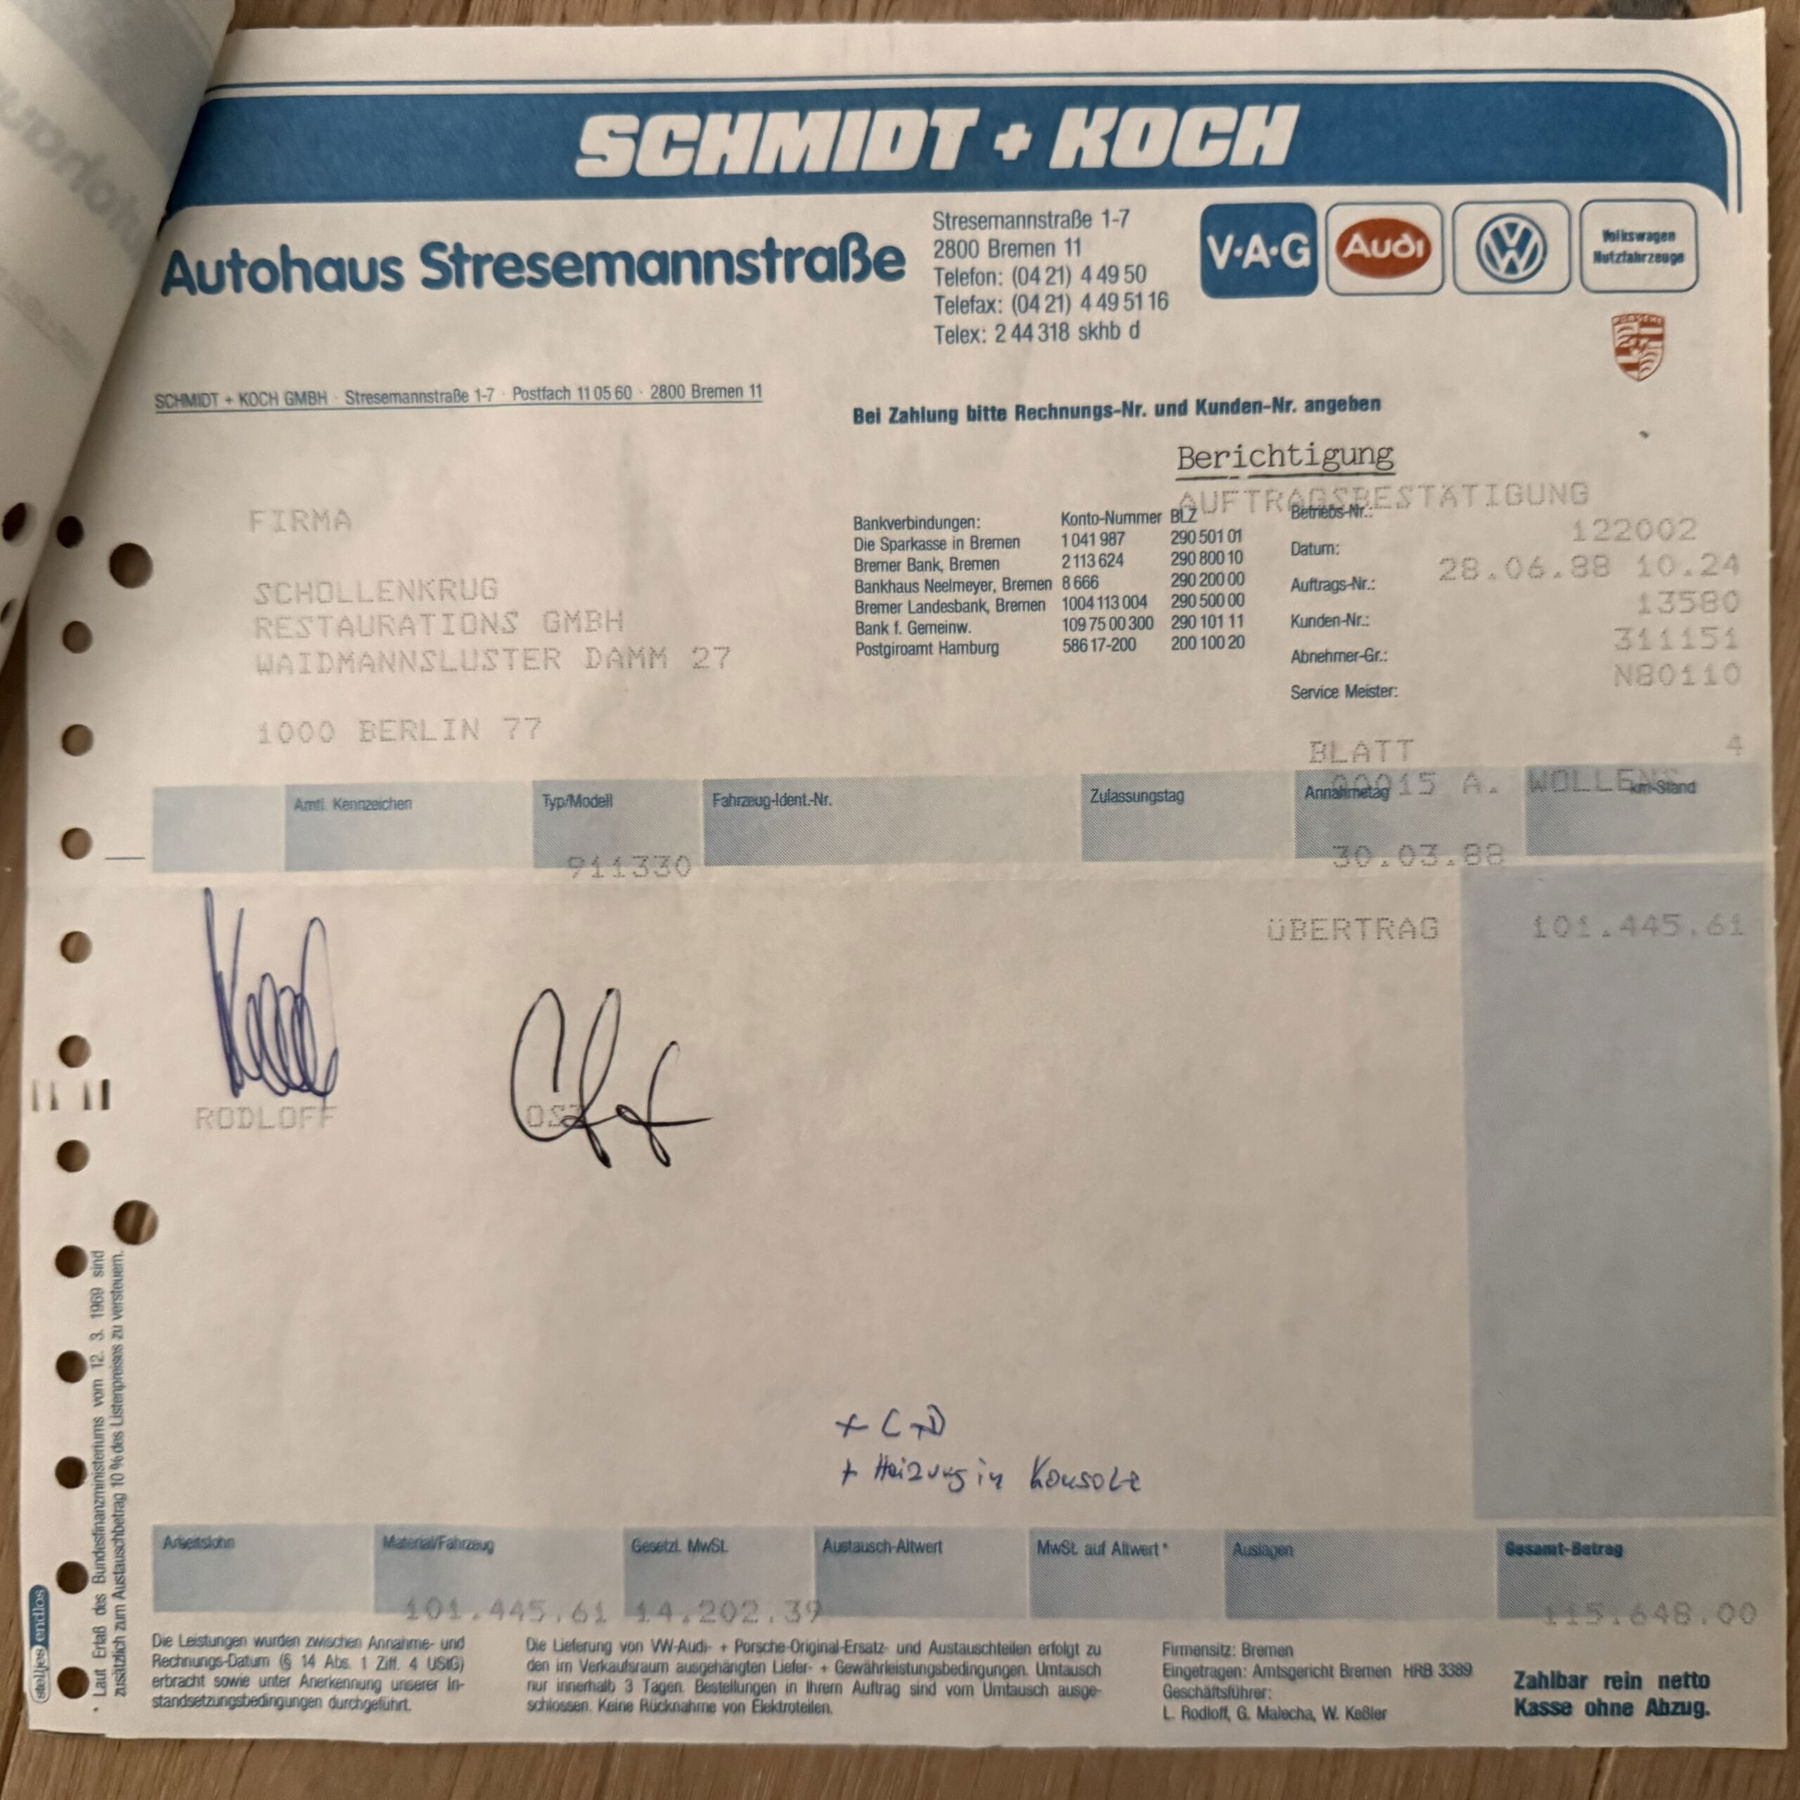 SCHMIDT + KOCH
Autohaus Stresemannstraße
Stresemannstraße 1-7
2800 Bremen 11
Telefon: (04 21) 4 49 50
Telefax: (04 21) 4 49 51 16
Telex: 2 44 318 skhb d
V·A·G
Audi
Volkswagen
Nutzfahrzeuge
PORSCHE
SCHMIDT + KOCH GMBH · Stresemannstraße 1-7 · Postfach 11 05 60 · 2800 Bremen 11
Bei Zahlung bitte Rechnungs-Nr. und Kunden-Nr. angeben
Berichtigung
AUFTRAGSBESTÄTIGUNG
FIRMA
SCHOLLENKRUG
RESTAURATIONS GMBH
WAIDMANNSLUSTER DAMM 27
1000 BERLIN 77
Bankverbindungen: Konto-Nummer BLZ
Die Sparkasse in Bremen 1 041 987 290 501 01
Bremer Bank, Bremen 2 113 624 290 800 10
Bankhaus Neelmeyer, Bremen 8 666 290 200 00
Bremer Landesbank, Bremen 1004 113 004 290 500 00
Bank f. Gemeinw. 109 75 00 300 290 101 11
Postgiroamt Hamburg 586 17-200 200 100 20
Betriebs-Nr.: 122002
Datum: 28.06.88 10.24
Auftrags-Nr.: 13580
Kunden-Nr.: 311151
Abnehmer-Gr.: N80110
Service Meister:
BLATT 4
00015 A. WOLLENS
Amtl. Kennzeichen Typ/Modell Fahrzeug-Ident.-Nr. Zulassungstag Annahmetag km-Stand
911330 30.03.88
ÜBERTRAG 101.445.61
RODLOFF
+ CD
+ Heizung in Konsole
Arbeitslohn Material/Fahrzeug Gesetzl. MwSt. Austausch-Altwert MwSt. auf Altwert * Auslagen Gesamt-Betrag
101.445.61 14.202.39 115.648.00
Die Leistungen wurden zwischen Annahme- und
Rechnungs-Datum (§ 14 Abs. 1 Ziff. 4 UStG)
erbracht sowie unter Anerkennung unserer In-
standsetzungsbedingungen durchgeführt.
Die Lieferung von VW-Audi- + Porsche-Original-Ersatz- und Austauschteilen erfolgt zu
den im Verkaufsraum ausgehängten Liefer- + Gewährleistungsbedingungen. Umtausch
nur innerhalb 3 Tagen. Bestellungen in Ihrem Auftrag sind vom Umtausch ausge-
schlossen. Keine Rücknahme von Elektroteilen.
Firmensitz: Bremen
Eingetragen: Amtsgericht Bremen HRB 3389
Geschäftsführer:
L. Rodloff, G. Malecha, W. Keßler
Zahlbar rein netto
Kasse ohne Abzug.
* Laut Erlaß des Bundesfinanzministeriums vom 12. 3. 1969 sind
zusätzlich zum Austauschbetrag 10 % des Listenpreises zu versteuern.
stelljes endlos